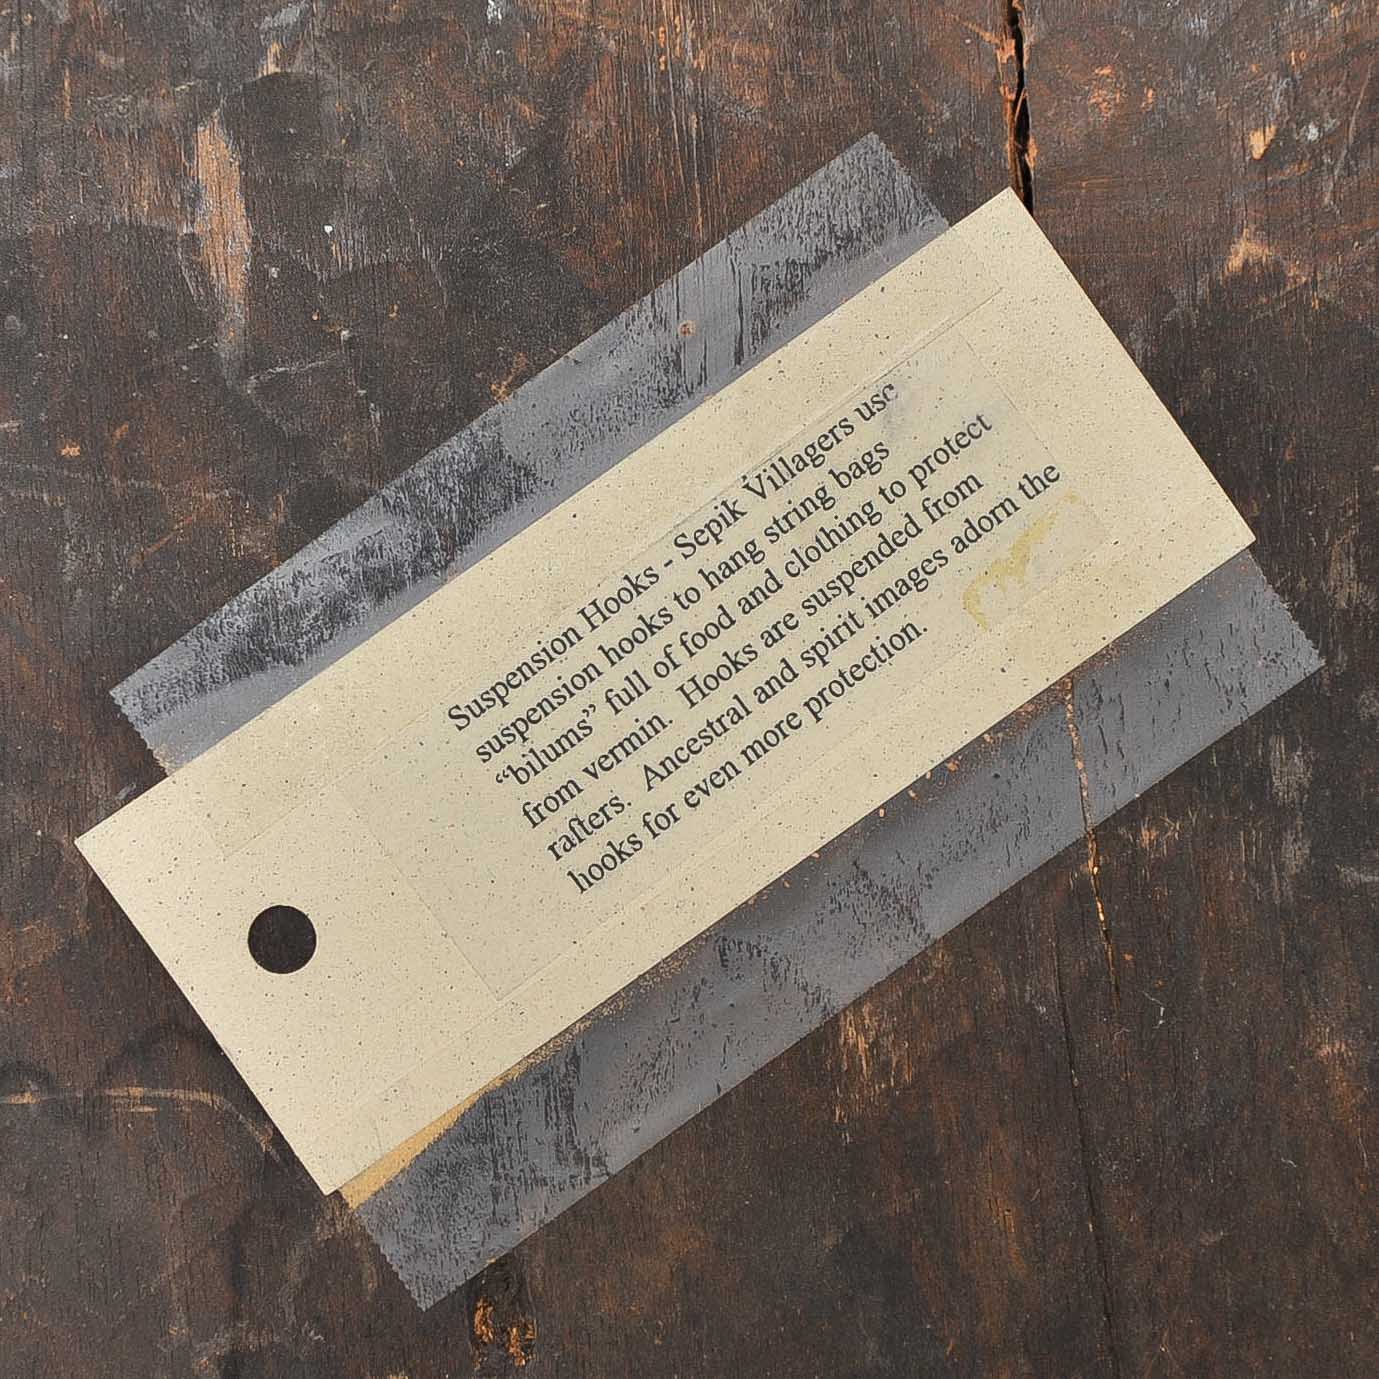 Suspension Hooks - Sepik Villagers use
suspension hooks to hang string bags
“bilums” full of food and clothing to protect
from vermin.  Hooks are suspended from
rafters.  Ancestral and spirit images adorn the
hooks for even more protection.